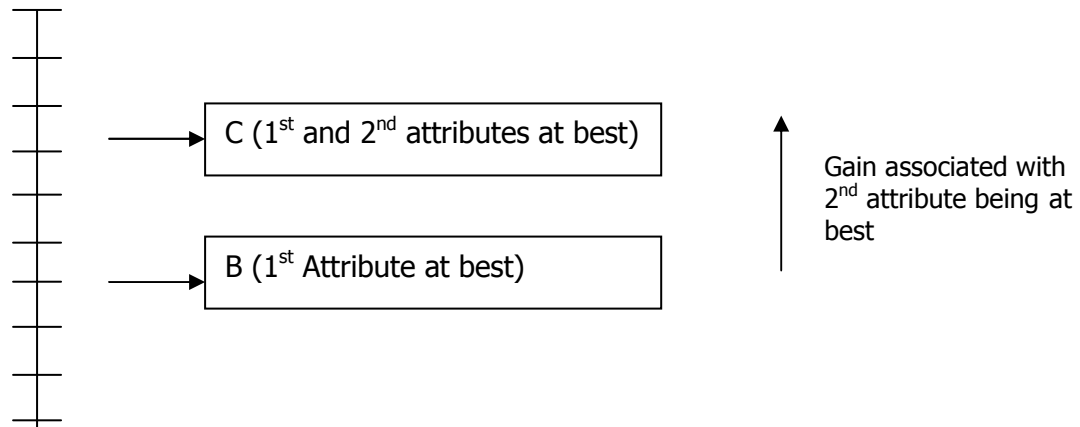 C (1st and 2nd attributes at best)
Gain associated with
2nd attribute being at
best
B (1st Attribute at best)